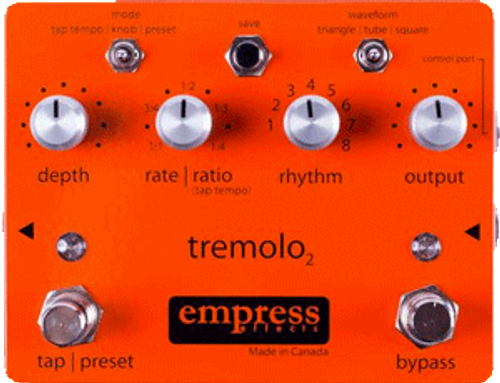 mode
tap tempo | knob | preset
save
waveform
triangle | tube | square
control port
1:1
3:4
1:2
1:3
1:4
1
2
3
4
5
6
7
8
depth
rate | ratio
(tap tempo)
rhythm
output
tremolo2
empress
effects
Made in Canada
tap | preset
bypass